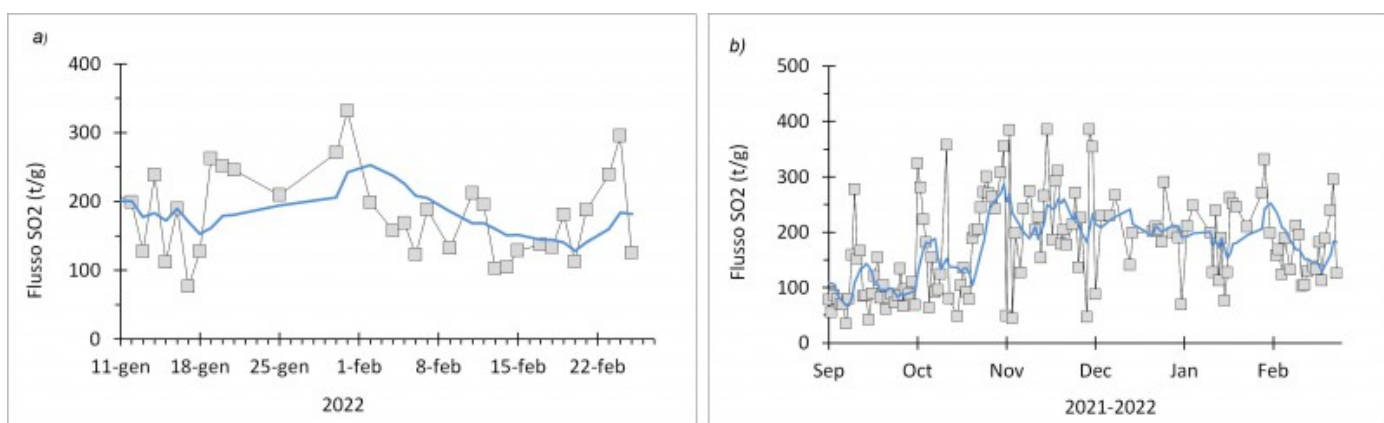 a)
Flusso SO2 (t/g)
400
300
200
100
0
11-gen 18-gen 25-gen 1-feb 8-feb 15-feb 22-feb
2022
b)
Flusso SO2 (t/g)
500
400
300
200
100
0
Sep Oct Nov Dec Jan Feb
2021-2022